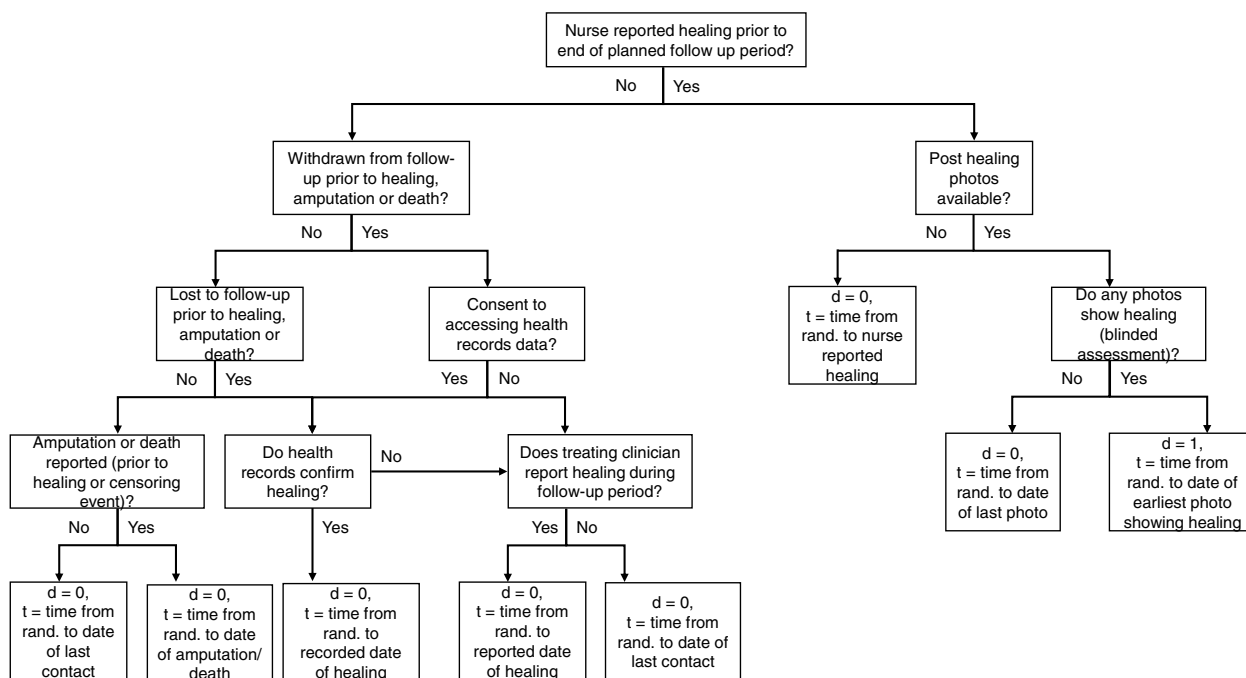 Nurse reported healing prior to
end of planned follow up period?
No
Yes
Withdrawn from follow-
up prior to healing,
amputation or death?
Post healing
photos
available?
No
Yes
No
Yes
Lost to follow-up
prior to healing,
amputation or
death?
Consent to
accessing health
records data?
d = 0,
t = time from
rand. to nurse
reported
healing
Do any photos
show healing
(blinded
assessment)?
No
Yes
Yes
No
No
Yes
Amputation or death
reported (prior to
healing or censoring
event)?
Do health
records confirm
healing?
No
Does treating clinician
report healing during
follow-up period?
d = 0,
t = time from
rand. to date
of last photo
d = 1,
t = time from
rand. to date of
earliest photo
showing healing
No
Yes
Yes
Yes
No
d = 0,
t = time from
rand. to date
of last
contact
d = 0,
t = time from
rand. to date
of amputation/
death
d = 0,
t = time from
rand. to
recorded date
of healing
d = 0,
t = time from
rand. to
reported date
of healing
d = 0,
t = time from
rand. to date of
last contact